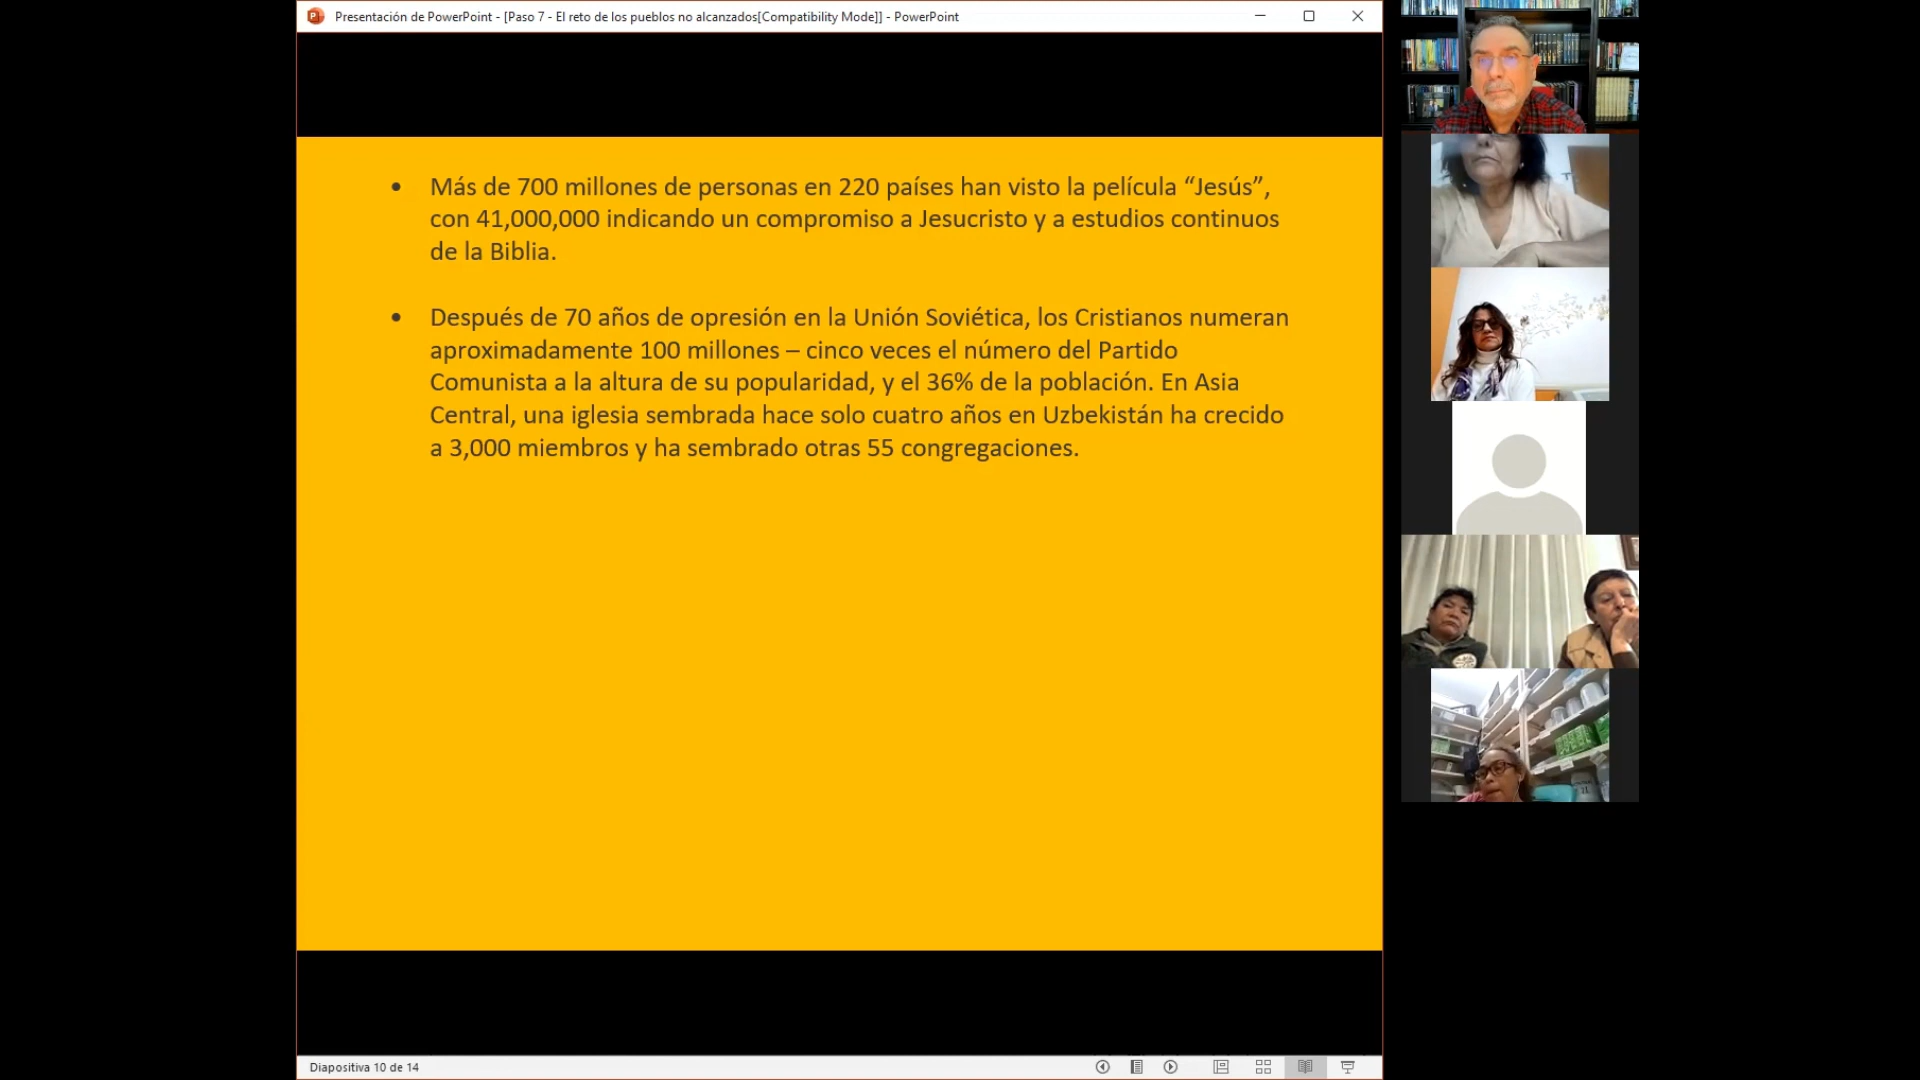 Presentación de PowerPoint - [Paso 7 - El reto de los pueblos no alcanzados[Compatibility Mode]] - PowerPoint
• Más de 700 millones de personas en 220 países han visto la película “Jesús”,
con 41,000,000 indicando un compromiso a Jesucristo y a estudios continuos
de la Biblia.
• Después de 70 años de opresión en la Unión Soviética, los Cristianos numeran
aproximadamente 100 millones – cinco veces el número del Partido
Comunista a la altura de su popularidad, y el 36% de la población. En Asia
Central, una iglesia sembrada hace solo cuatro años en Uzbekistán ha crecido
a 3,000 miembros y ha sembrado otras 55 congregaciones.
Diapositiva 10 de 14